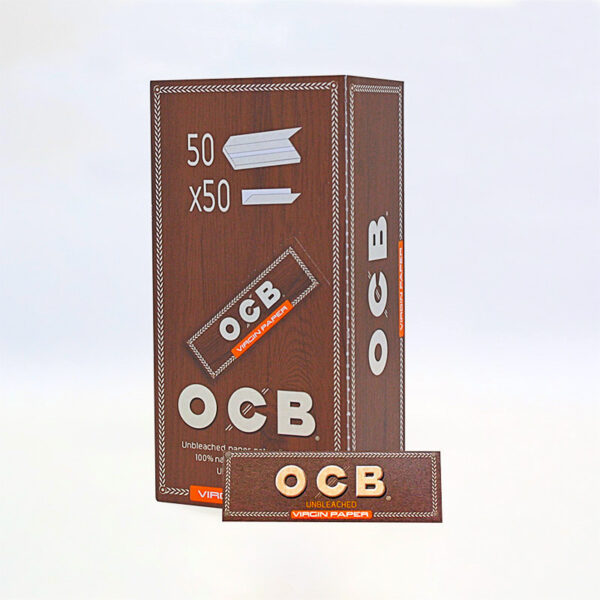 50
x50
OCB
VIRGIN PAPER
OCB
Unbleached paper
100%
OCB
VIRGIN PAPER
OCB
UNBLEACHED
VIRGIN PAPER